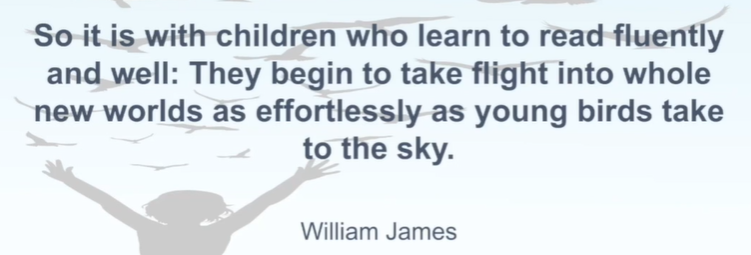 So it is with children who learn to read fluently
and well: They begin to take flight into whole
new worlds as effortlessly as young birds take
to the sky.
William James